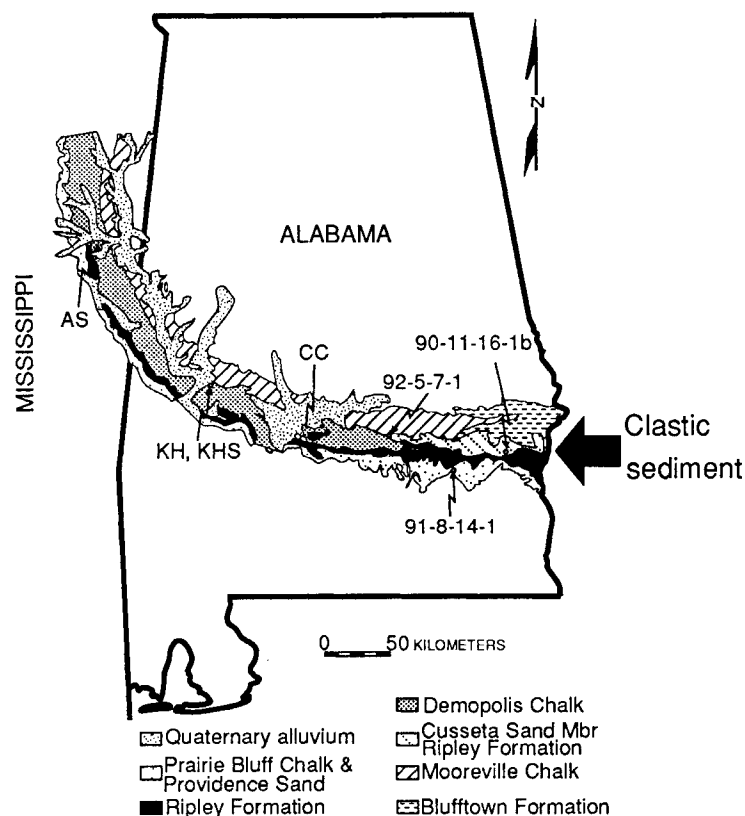 N
ALABAMA
MISSISSIPPI
AS
90-11-16-1b
CC
92-5-7-1
KH, KHS
Clastic
sediment
91-8-14-1
0 50 KILOMETERS
Quaternary alluvium
Prairie Bluff Chalk &
Providence Sand
Ripley Formation
Demopolis Chalk
Cusseta Sand Mbr
Ripley Formation
Mooreville Chalk
Blufftown Formation